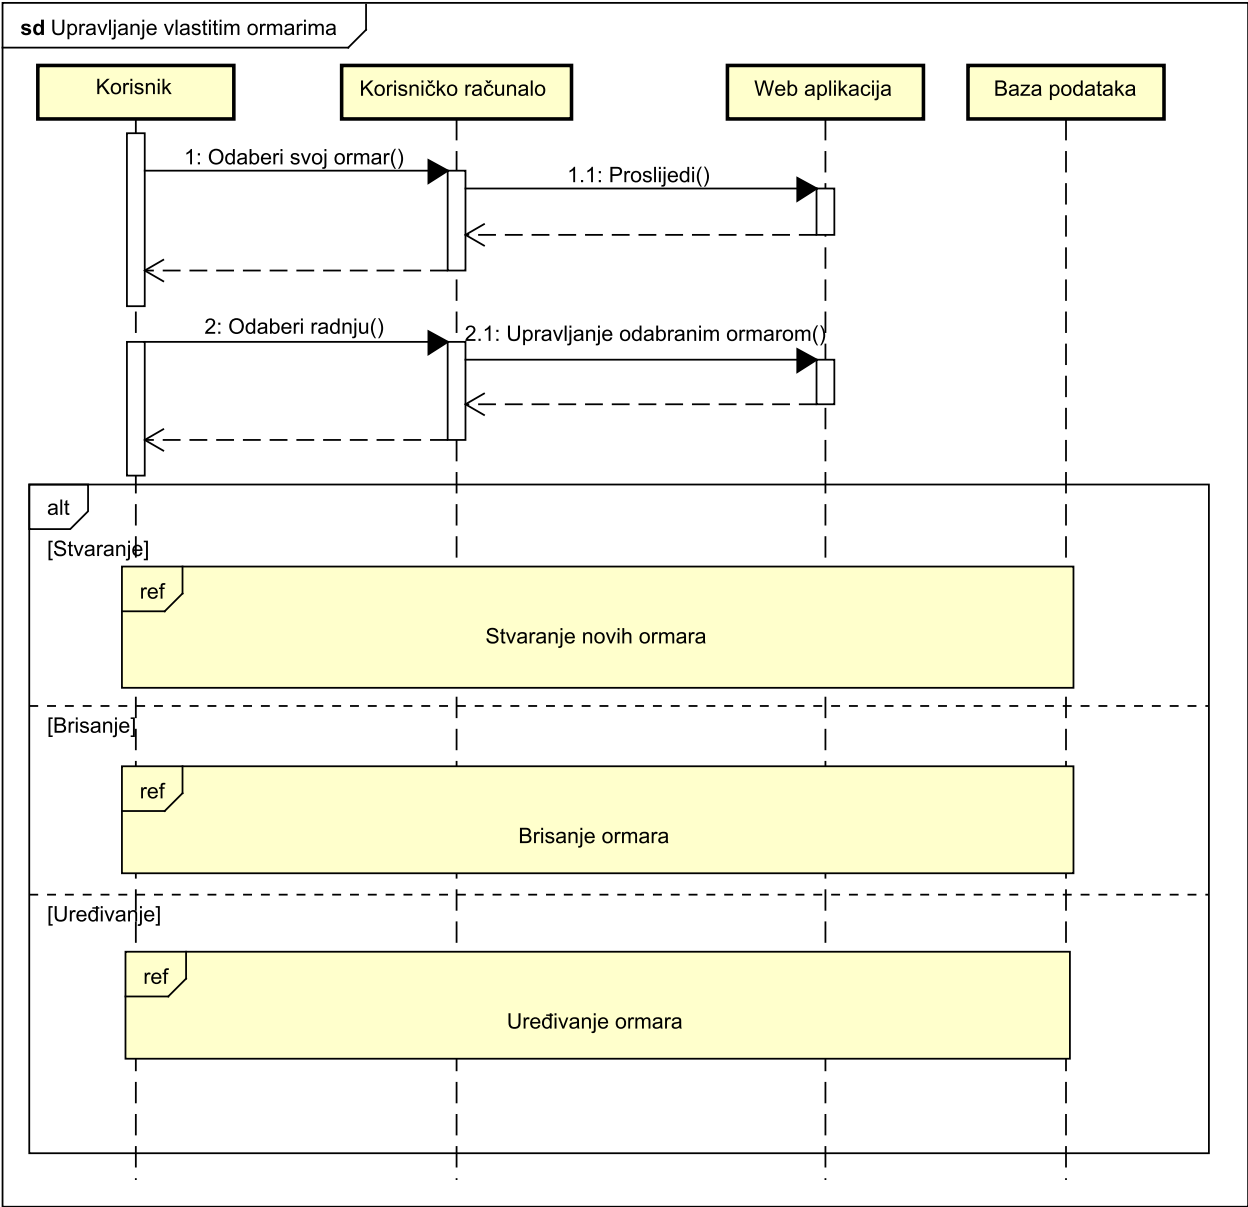 sd Upravljanje vlastitim ormarima
Korisnik
Korisničko računalo
Web aplikacija
Baza podataka
1: Odaberi svoj ormar()
1.1: Proslijedi()
2: Odaberi radnju()
2.1: Upravljanje odabranim ormarom()
alt
[Stvaranje]
ref
Stvaranje novih ormara
[Brisanje]
ref
Brisanje ormara
[Uređivanje]
ref
Uređivanje ormara